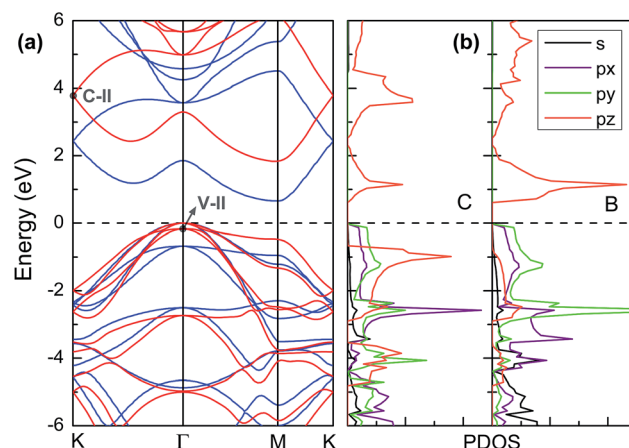 (a)
(b)
6
4
2
0
-2
-4
-6
Energy (eV)
C-II
V-II
K
Γ
M
K
s
px
py
pz
C
B
PDOS